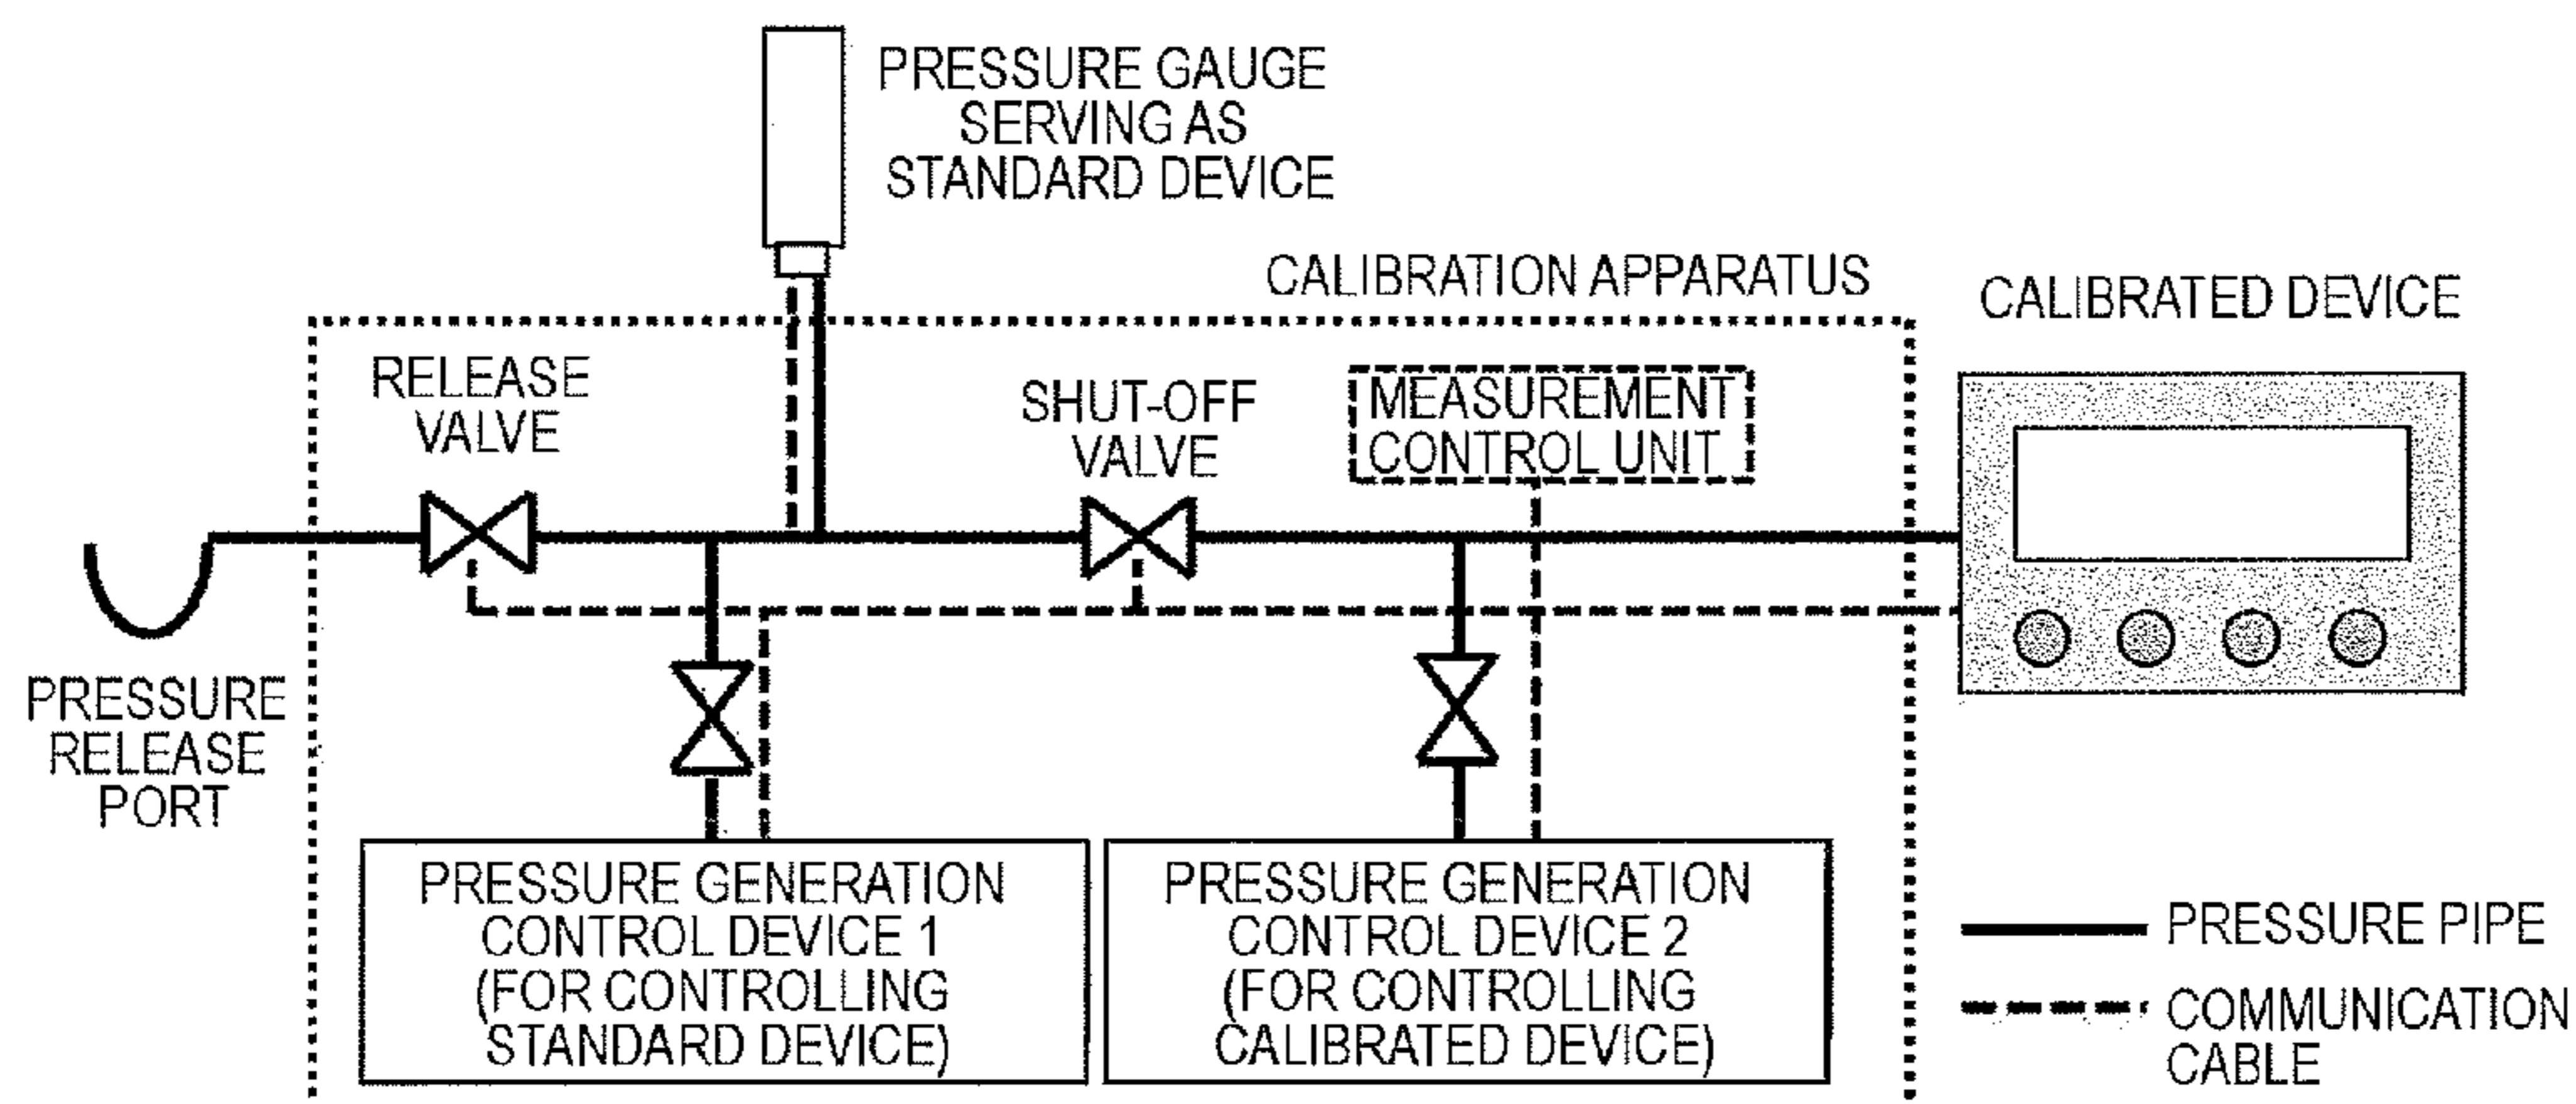 PRESSURE GAUGE
SERVING AS
STANDARD DEVICE
CALIBRATION APPARATUS
CALIBRATED DEVICE
RELEASE
VALVE
SHUT-OFF
VALVE
MEASUREMENT
CONTROL UNIT
PRESSURE
RELEASE
PORT
PRESSURE GENERATION
CONTROL DEVICE 1
(FOR CONTROLLING
STANDARD DEVICE)
PRESSURE GENERATION
CONTROL DEVICE 2
(FOR CONTROLLING
CALIBRATED DEVICE)
PRESSURE PIPE
COMMUNICATION
CABLE